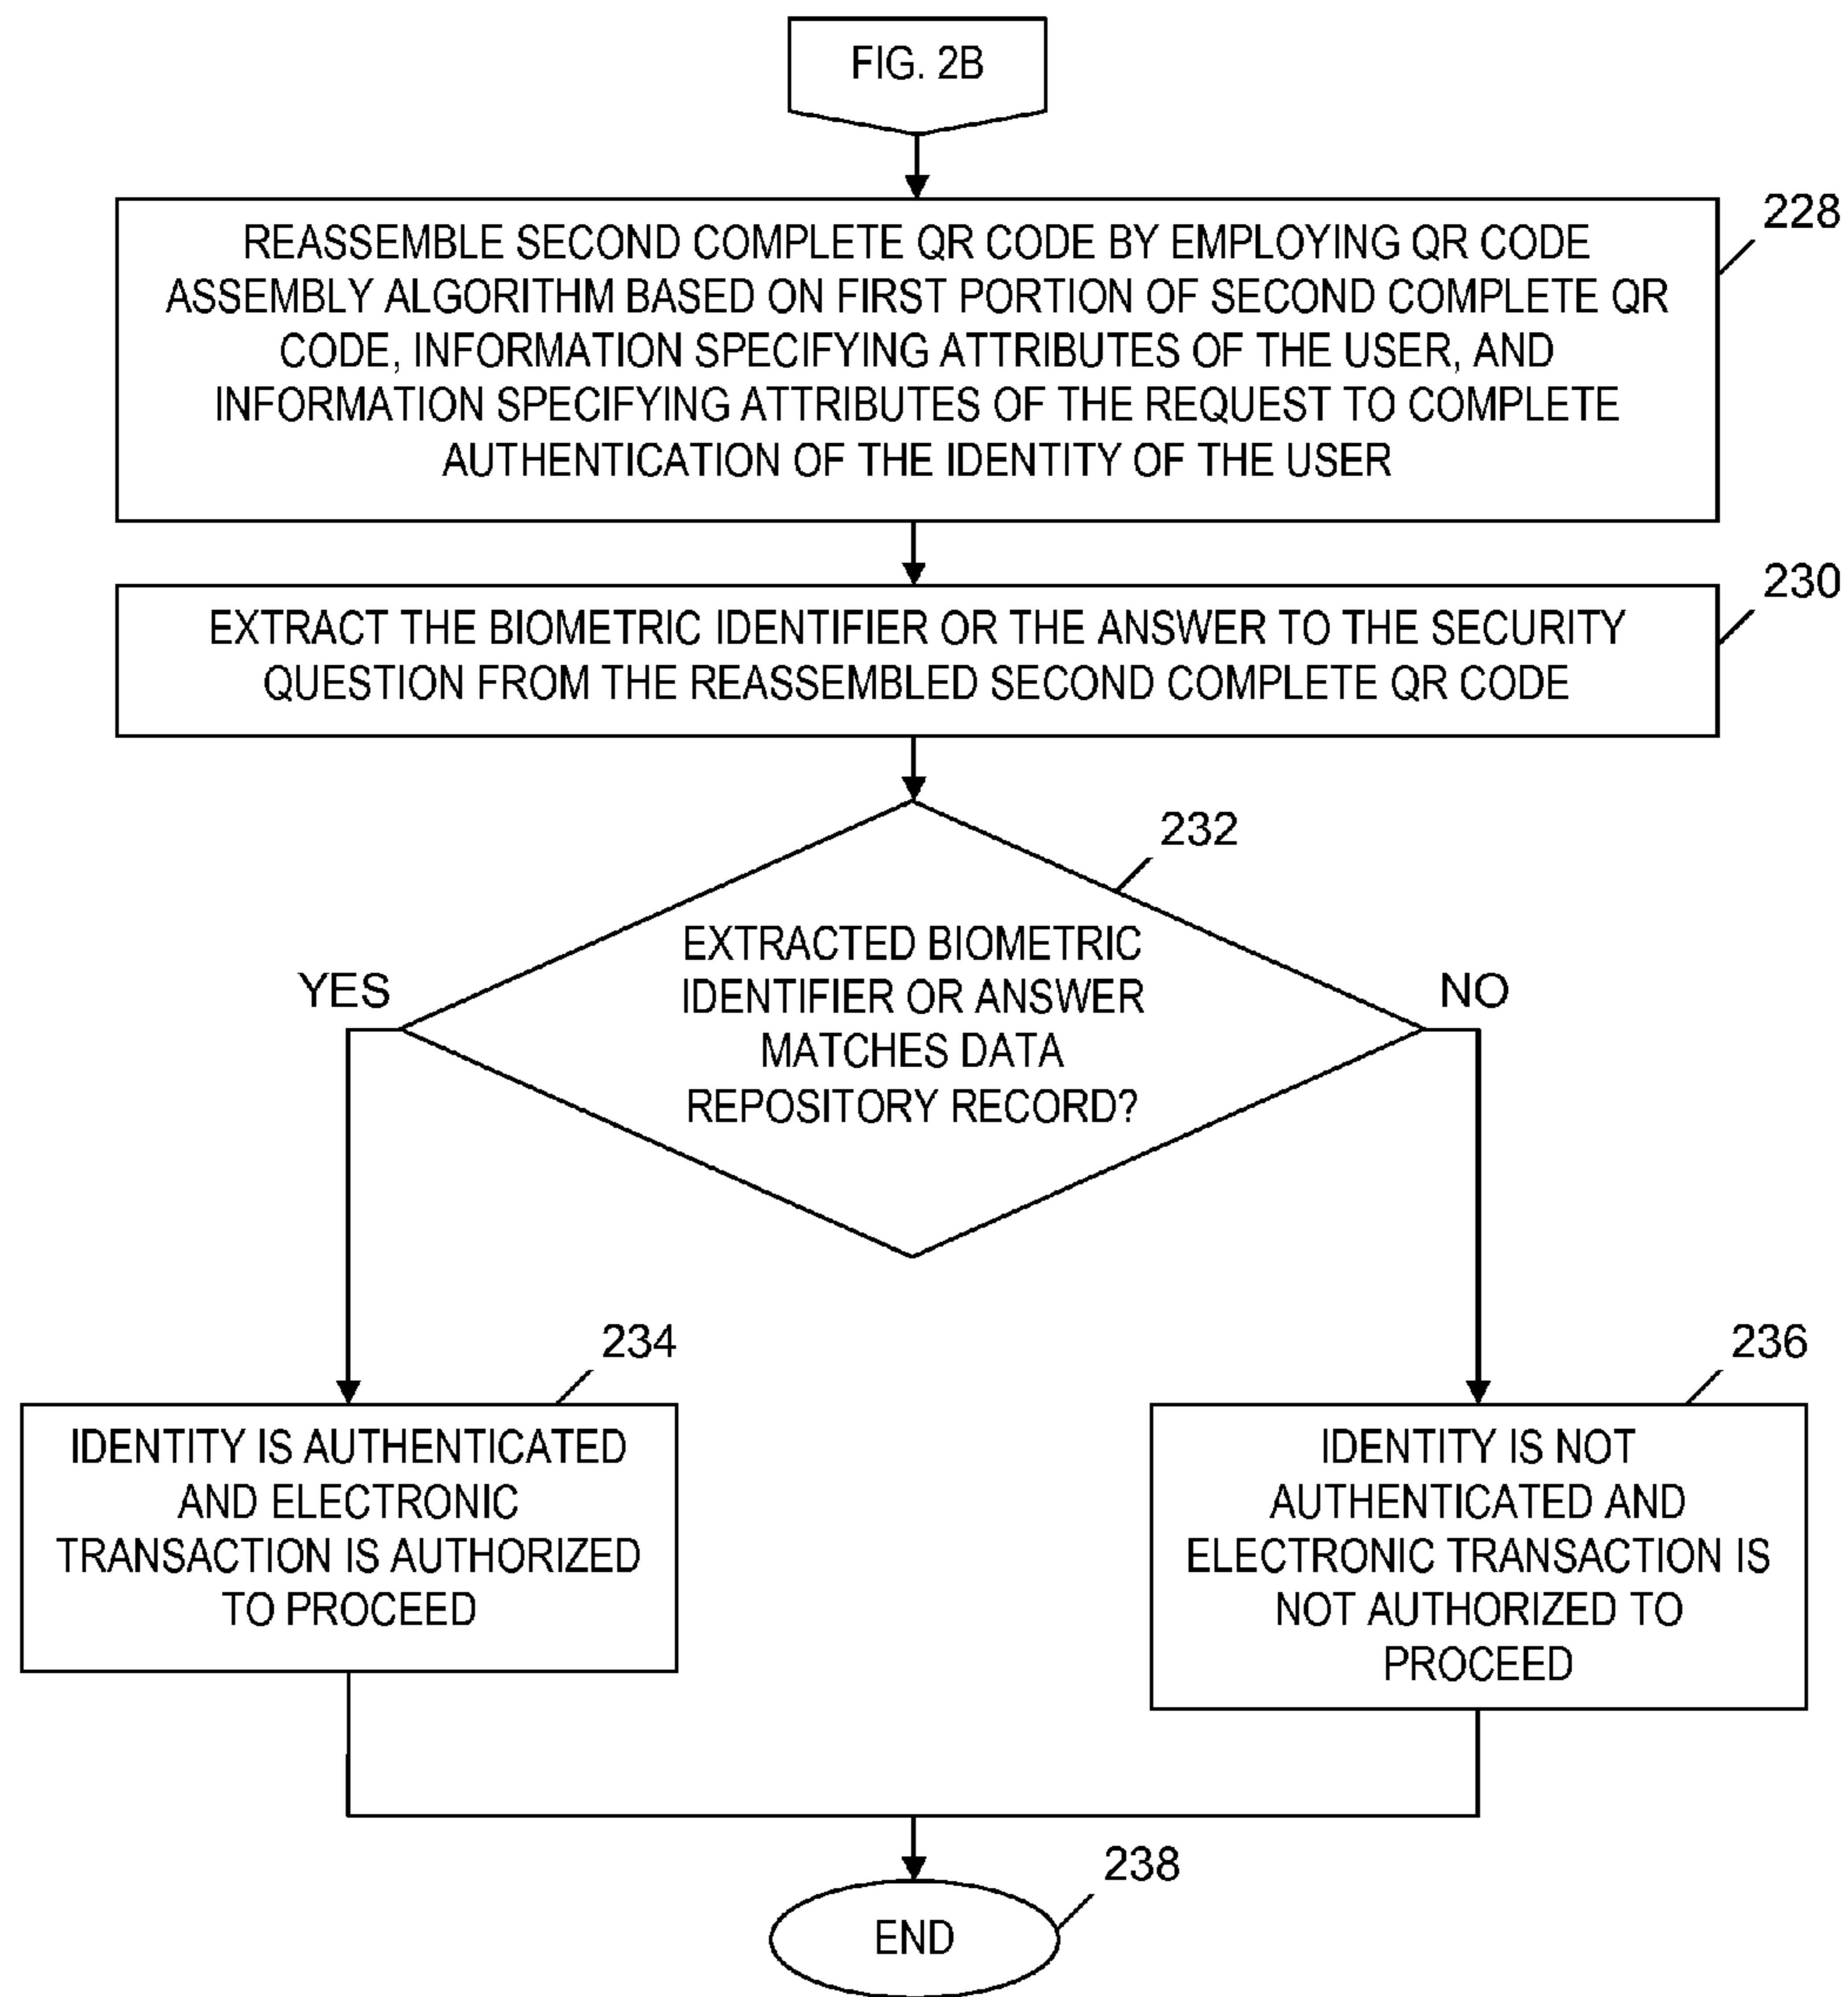 FIG. 2B
228
REASSEMBLE SECOND COMPLETE QR CODE BY EMPLOYING QR CODE
ASSEMBLY ALGORITHM BASED ON FIRST PORTION OF SECOND COMPLETE QR
CODE, INFORMATION SPECIFYING ATTRIBUTES OF THE USER, AND
INFORMATION SPECIFYING ATTRIBUTES OF THE REQUEST TO COMPLETE
AUTHENTICATION OF THE IDENTITY OF THE USER
230
EXTRACT THE BIOMETRIC IDENTIFIER OR THE ANSWER TO THE SECURITY
QUESTION FROM THE REASSEMBLED SECOND COMPLETE QR CODE
232
EXTRACTED BIOMETRIC
IDENTIFIER OR ANSWER
MATCHES DATA
REPOSITORY RECORD?
YES
NO
234
IDENTITY IS AUTHENTICATED
AND ELECTRONIC
TRANSACTION IS AUTHORIZED
TO PROCEED
236
IDENTITY IS NOT
AUTHENTICATED AND
ELECTRONIC TRANSACTION IS
NOT AUTHORIZED TO
PROCEED
238
END